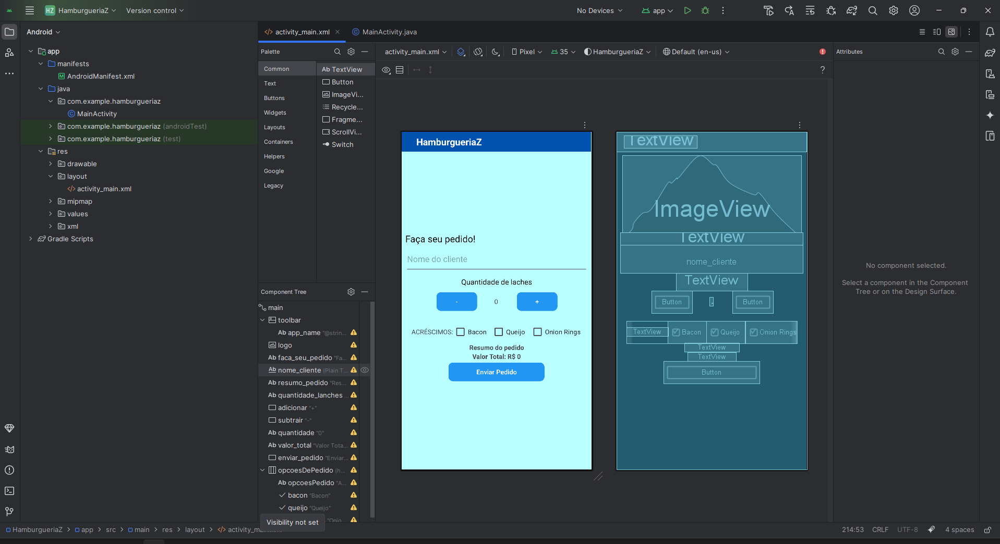 HZ HamburgueriaZ Version control No Devices app
Android
app
manifests
AndroidManifest.xml
java
com.example.hamburgueriaz
MainActivity
com.example.hamburgueriaz (androidTest)
com.example.hamburgueriaz (test)
res
drawable
layout
activity_main.xml
mipmap
values
xml
Gradle Scripts
activity_main.xml MainActivity.java
Palette
Common
Text
Buttons
Widgets
Layouts
Containers
Helpers
Google
Legacy
Ab TextView
Button
ImageVi...
Recycle...
Fragme...
ScrollVi...
Switch
activity_main.xml Pixel 35 HamburgueriaZ Default (en-us)
?
Component Tree
main
toolbar
Ab app_name "@strin...
logo
Ab faca_seu_pedido "Fa...
Ab nome_cliente (Plain T...
Ab resumo_pedido "Res...
Ab quantidade_lanches ...
adicionar "+"
subtrair "-"
Ab quantidade "0"
Ab valor_total "Valor Tota...
enviar_pedido "Enviar...
opcoesDePedido (h...
Ab opcoesPedido "A...
bacon "Bacon"
queijo "Queijo"
"Onio
Visibility not set
HamburgueriaZ
Faça seu pedido!
Nome do cliente
Quantidade de laches
- 0 +
ACRÉSCIMOS: Bacon Queijo Onion Rings
Resumo do pedido
Valor Total: R$ 0
Enviar Pedido
TextView
ImageView
TextView
nome_cliente
TextView
Button Button
TextView Bacon Queijo Onion Rings
TextView
TextView
Button
Attributes
No component selected.
Select a component in the Component
Tree or on the Design Surface.
HamburgueriaZ > app > src > main > res > layout > activity_main.xml
214:53 CRLF UTF-8 4 spaces